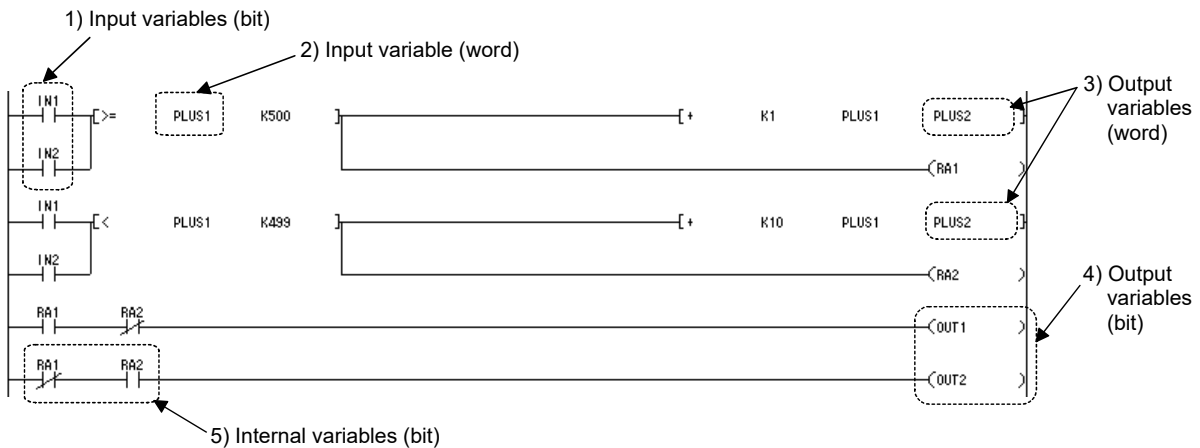 1) Input variables (bit)
2) Input variable (word)
3) Output
variables
(word)
IN1
[>= PLUS1 K500 ] [+ K1 PLUS1 PLUS2 ]
IN2
(RA1 )
IN1
[< PLUS1 K499 ] [+ K10 PLUS1 PLUS2 ]
IN2
(RA2 )
4) Output
variables
(bit)
RA1 RA2
(OUT1 )
RA1 RA2
(OUT2 )
5) Internal variables (bit)